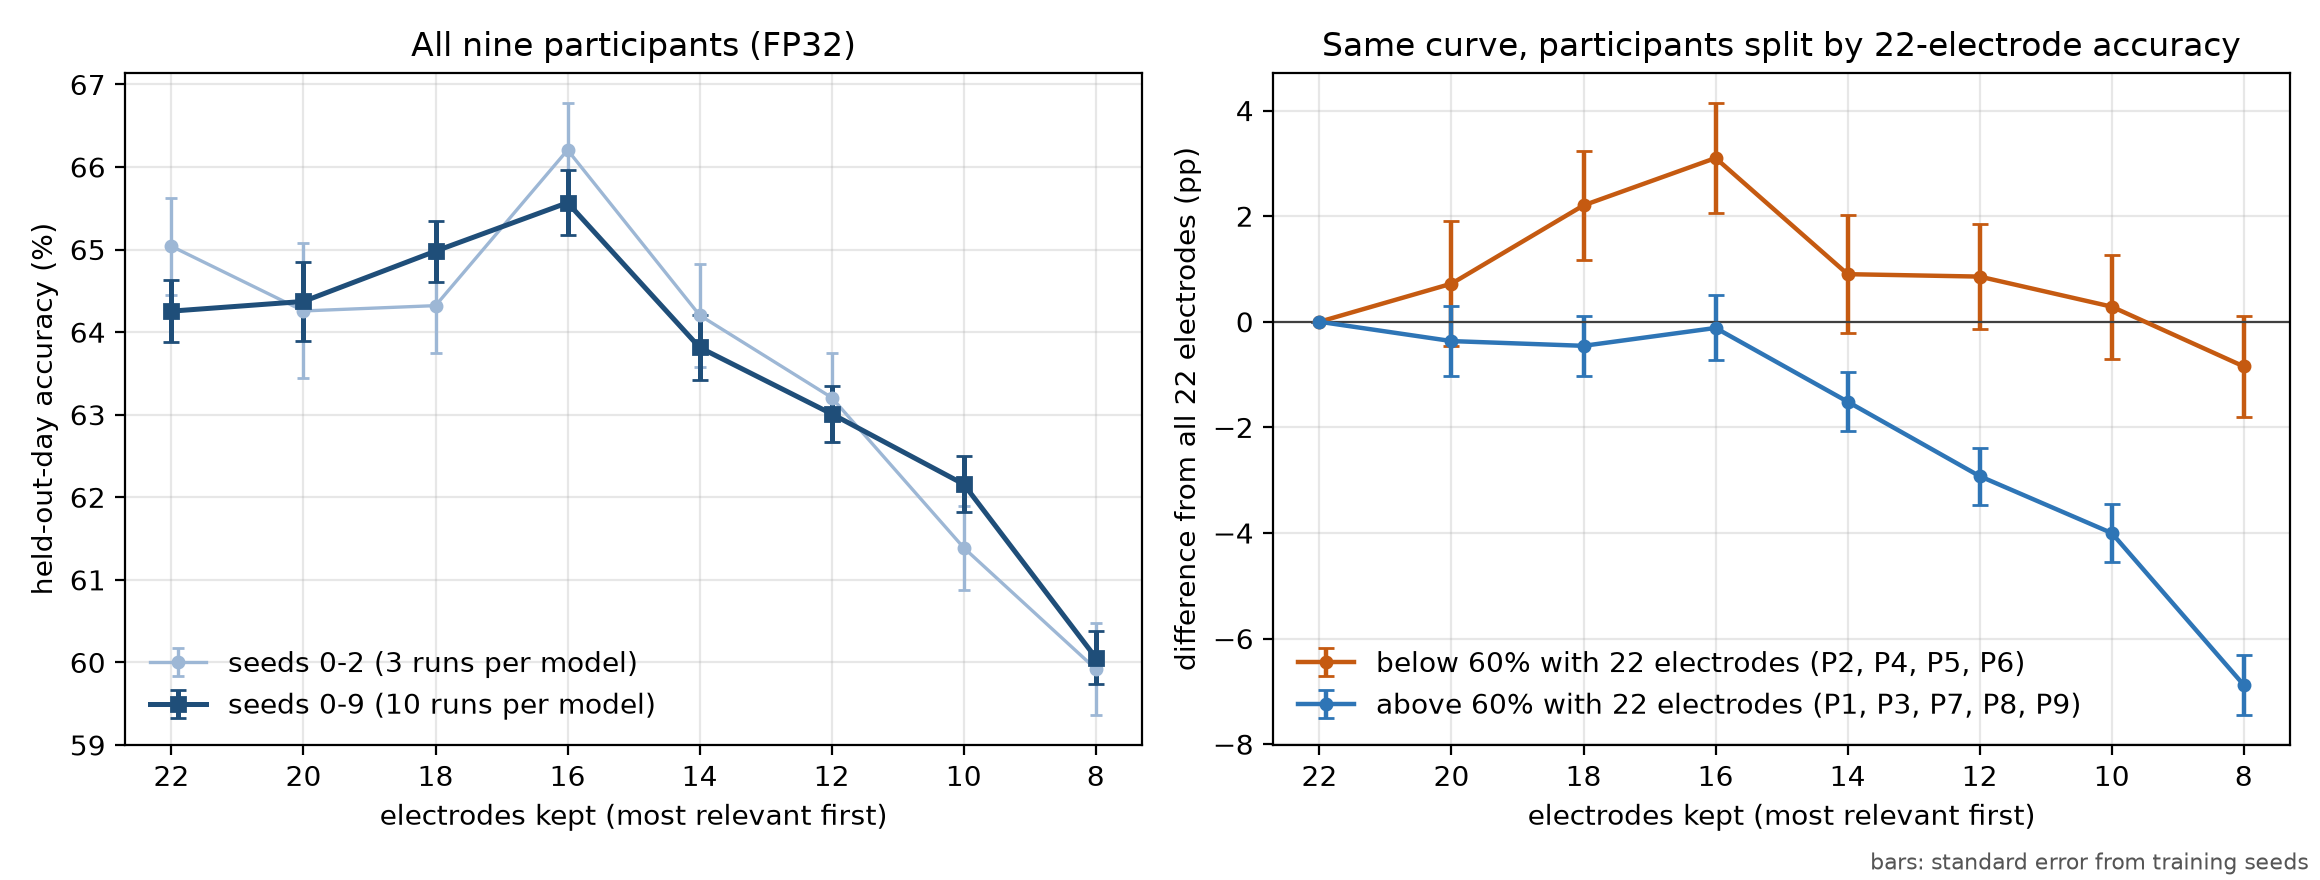 All nine participants (FP32)
held-out-day accuracy (%)
67
66
65
64
63
62
61
60
59
seeds 0-2 (3 runs per model)
seeds 0-9 (10 runs per model)
22 20 18 16 14 12 10 8
electrodes kept (most relevant first)
Same curve, participants split by 22-electrode accuracy
difference from all 22 electrodes (pp)
4
2
0
−2
−4
−6
−8
below 60% with 22 electrodes (P2, P4, P5, P6)
above 60% with 22 electrodes (P1, P3, P7, P8, P9)
22 20 18 16 14 12 10 8
electrodes kept (most relevant first)
bars: standard error from training seeds